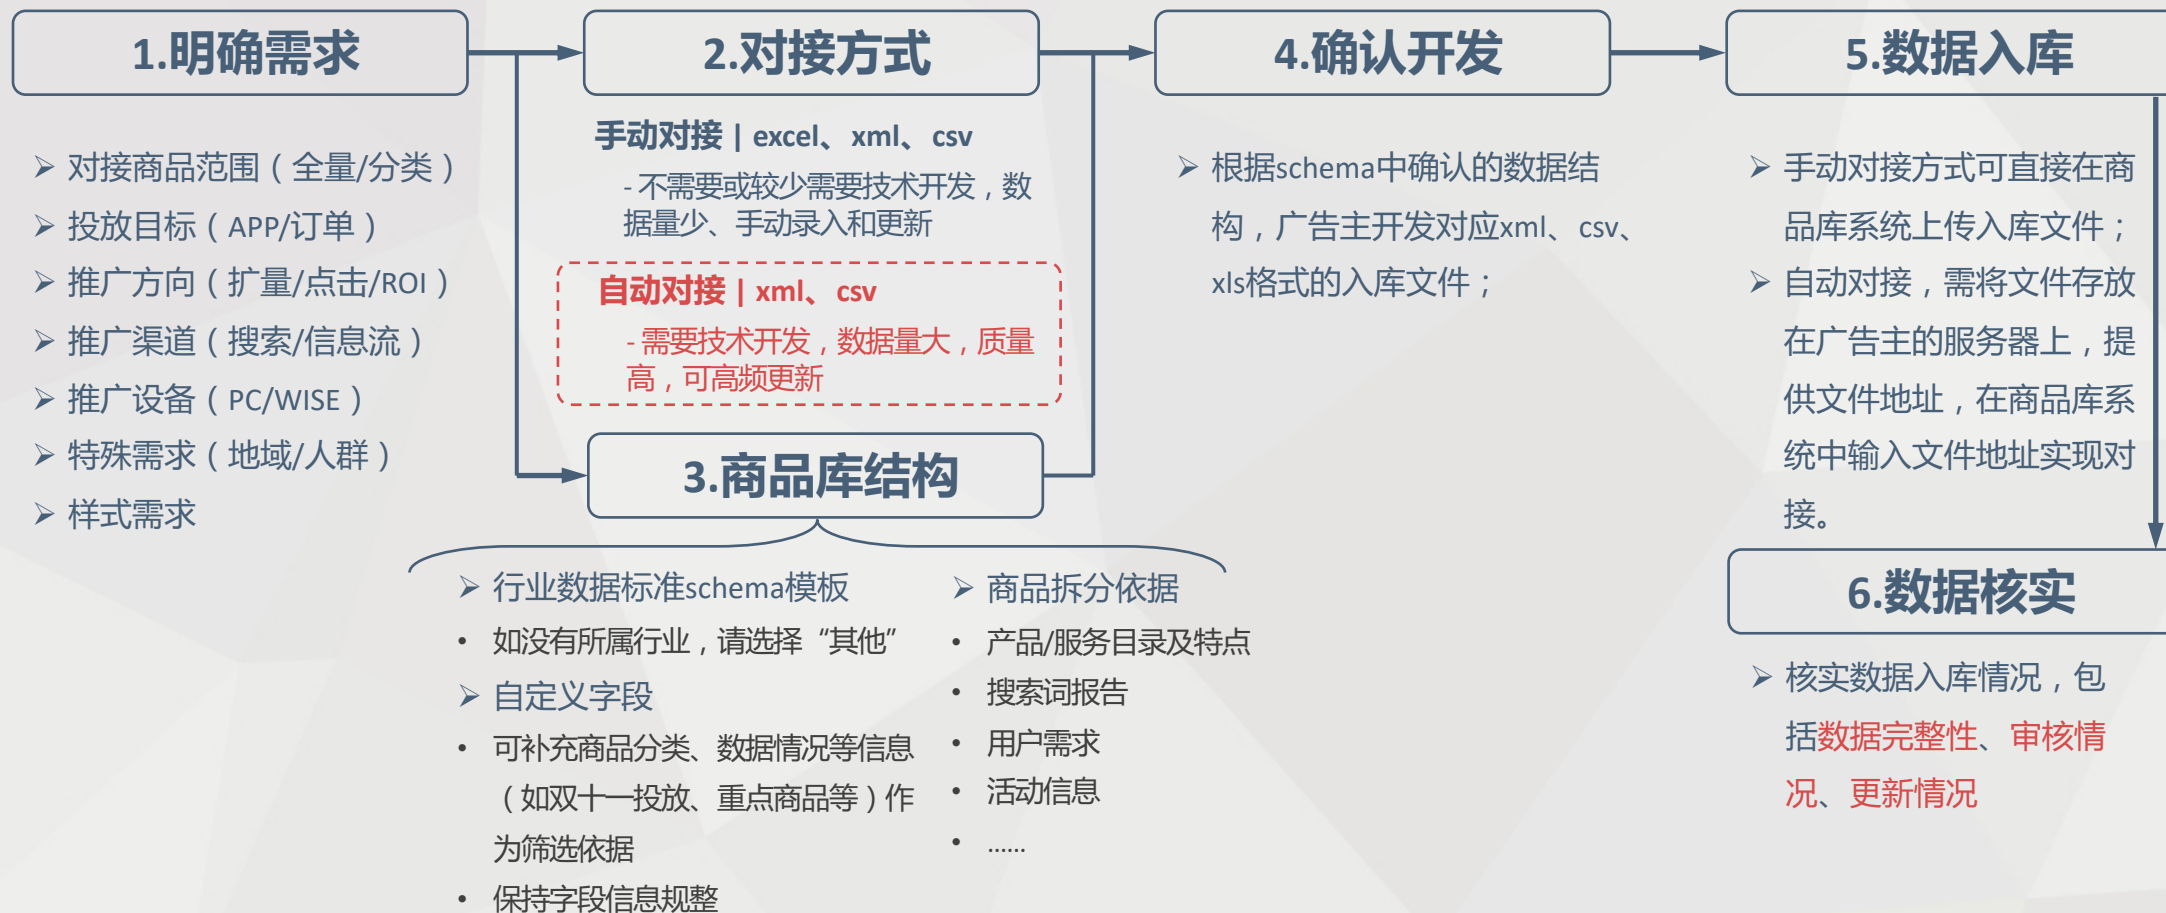 1.明确需求
➢ 对接商品范围（全量/分类）
➢ 投放目标（APP/订单）
➢ 推广方向（扩量/点击/ROI）
➢ 推广渠道（搜索/信息流）
➢ 推广设备（PC/WISE）
➢ 特殊需求（地域/人群）
➢ 样式需求
2.对接方式
手动对接 | excel、xml、csv
- 不需要或较少需要技术开发，数
据量少、手动录入和更新
自动对接 | xml、csv
- 需要技术开发，数据量大，质量
高，可高频更新
3.商品库结构
➢ 行业数据标准schema模板
• 如没有所属行业，请选择“其他”
➢ 自定义字段
• 可补充商品分类、数据情况等信息
（如双十一投放、重点商品等）作
为筛选依据
• 保持字段信息规整
➢ 商品拆分依据
• 产品/服务目录及特点
• 搜索词报告
• 用户需求
• 活动信息
• ......
4.确认开发
➢ 根据schema中确认的数据结
构，广告主开发对应xml、csv、
xls格式的入库文件；
5.数据入库
➢ 手动对接方式可直接在商
品库系统上传入库文件；
➢ 自动对接，需将文件存放
在广告主的服务器上，提
供文件地址，在商品库系
统中输入文件地址实现对
接。
6.数据核实
➢ 核实数据入库情况，包
括数据完整性、审核情
况、更新情况